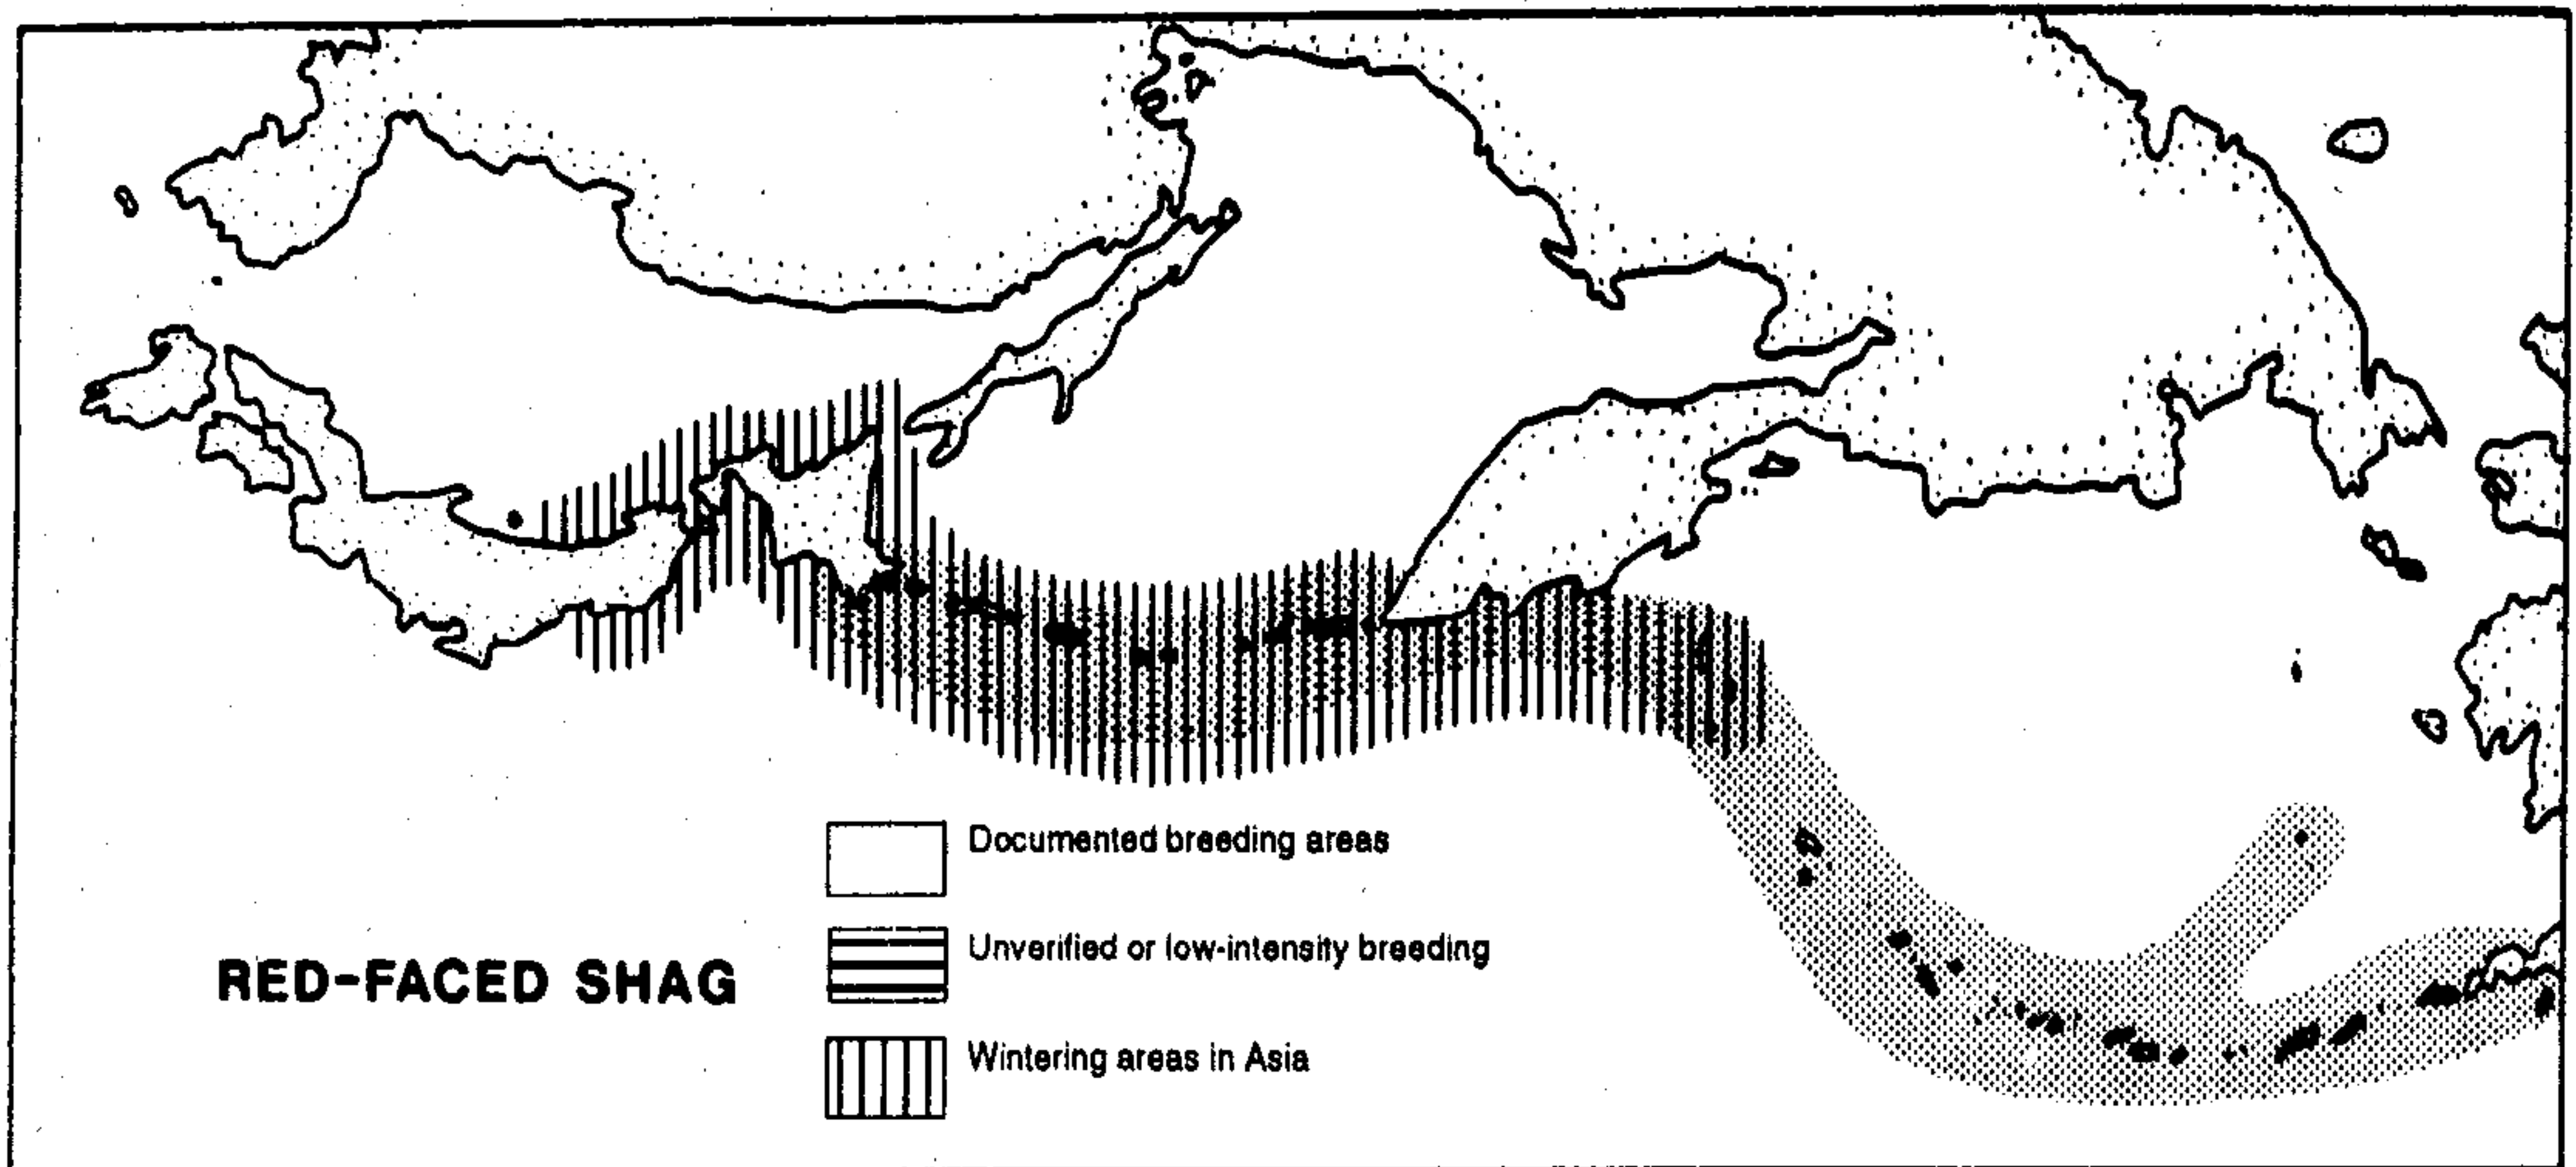 Documented breeding areas
Unverified or low-intensity breeding
RED-FACED SHAG
Wintering areas in Asia